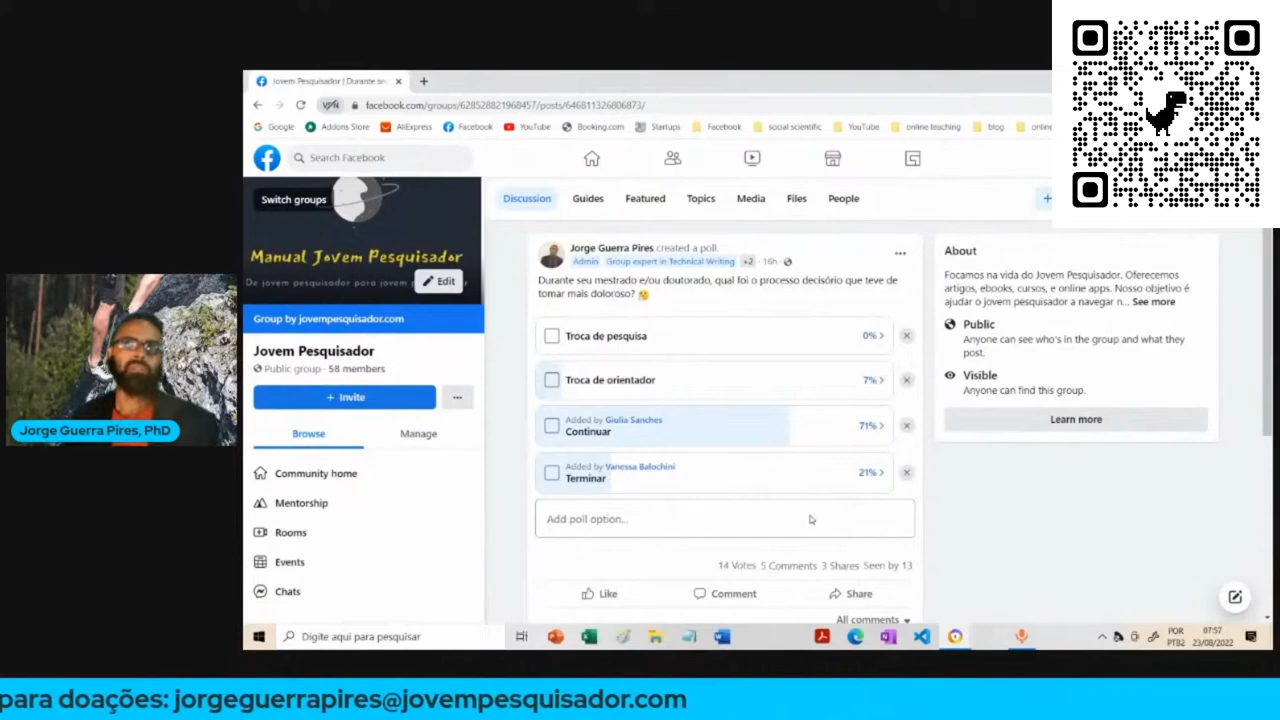 Jovem Pesquisador | Durante se
facebook.com/groups/628528821968457/posts/646811326806873/
Google
Addons Store
AliExpress
Facebook
YouTube
Booking.com
Startups
Facebook
social scientific
YouTube
online teaching
blog
online
Search Facebook
Switch groups
Manual Jovem Pesquisador
De jovem pesquisador para jovem
Edit
Group by jovempesquisador.com
Jovem Pesquisador
Public group · 58 members
+ Invite
Browse
Manage
Community home
Mentorship
Rooms
Events
Chats
Discussion
Guides
Featured
Topics
Media
Files
People
Jorge Guerra Pires created a poll.
Admin Group expert in Technical Writing +2 · 16h
Durante seu mestrado e/ou doutorado, qual foi o processo decisório que teve de
tomar mais doloroso?
Troca de pesquisa 0%
Troca de orientador 7%
Added by Giulia Sanches
Continuar 71%
Added by Vanessa Balochini
Terminar 21%
Add poll option...
14 Votes 5 Comments 3 Shares Seen by 13
Like
Comment
Share
All comments
About
Focamos na vida do Jovem Pesquisador. Oferecemos
artigos, ebooks, cursos, e online apps. Nosso objetivo é
ajudar o jovem pesquisador a navegar n... See more
Public
Anyone can see who's in the group and what they
post.
Visible
Anyone can find this group.
Learn more
Jorge Guerra Pires, PhD
Digite aqui para pesquisar
POR
PTB2
07:57
23/08/2022
para doações: jorgeguerrapires@jovempesquisador.com